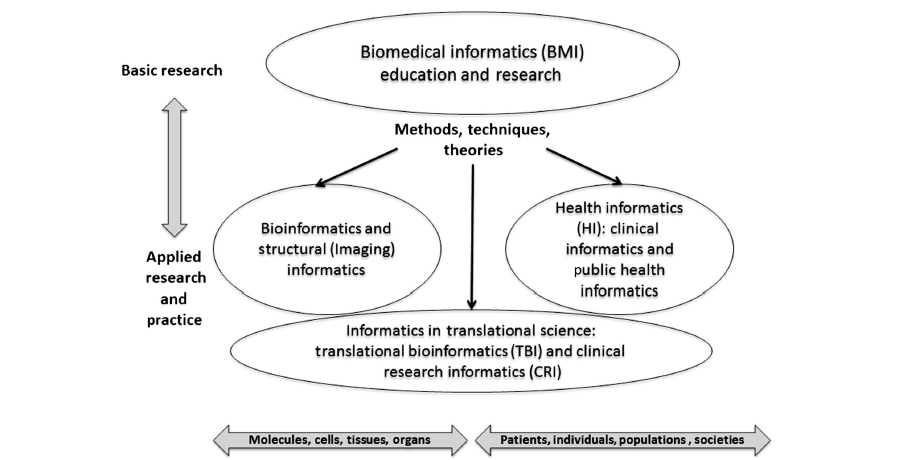 Biomedical informatics (BMI)
education and research
Basic research
Methods, techniques,
theories
Bioinformatics and
structural (Imaging)
informatics
Health informatics
(HI): clinical
informatics and
public health
informatics
Applied
research
and
practice
Informatics in translational science:
translational bioinformatics (TBI) and clinical
research informatics (CRI)
Molecules, cells, tissues, organs
Patients, individuals, populations , societies